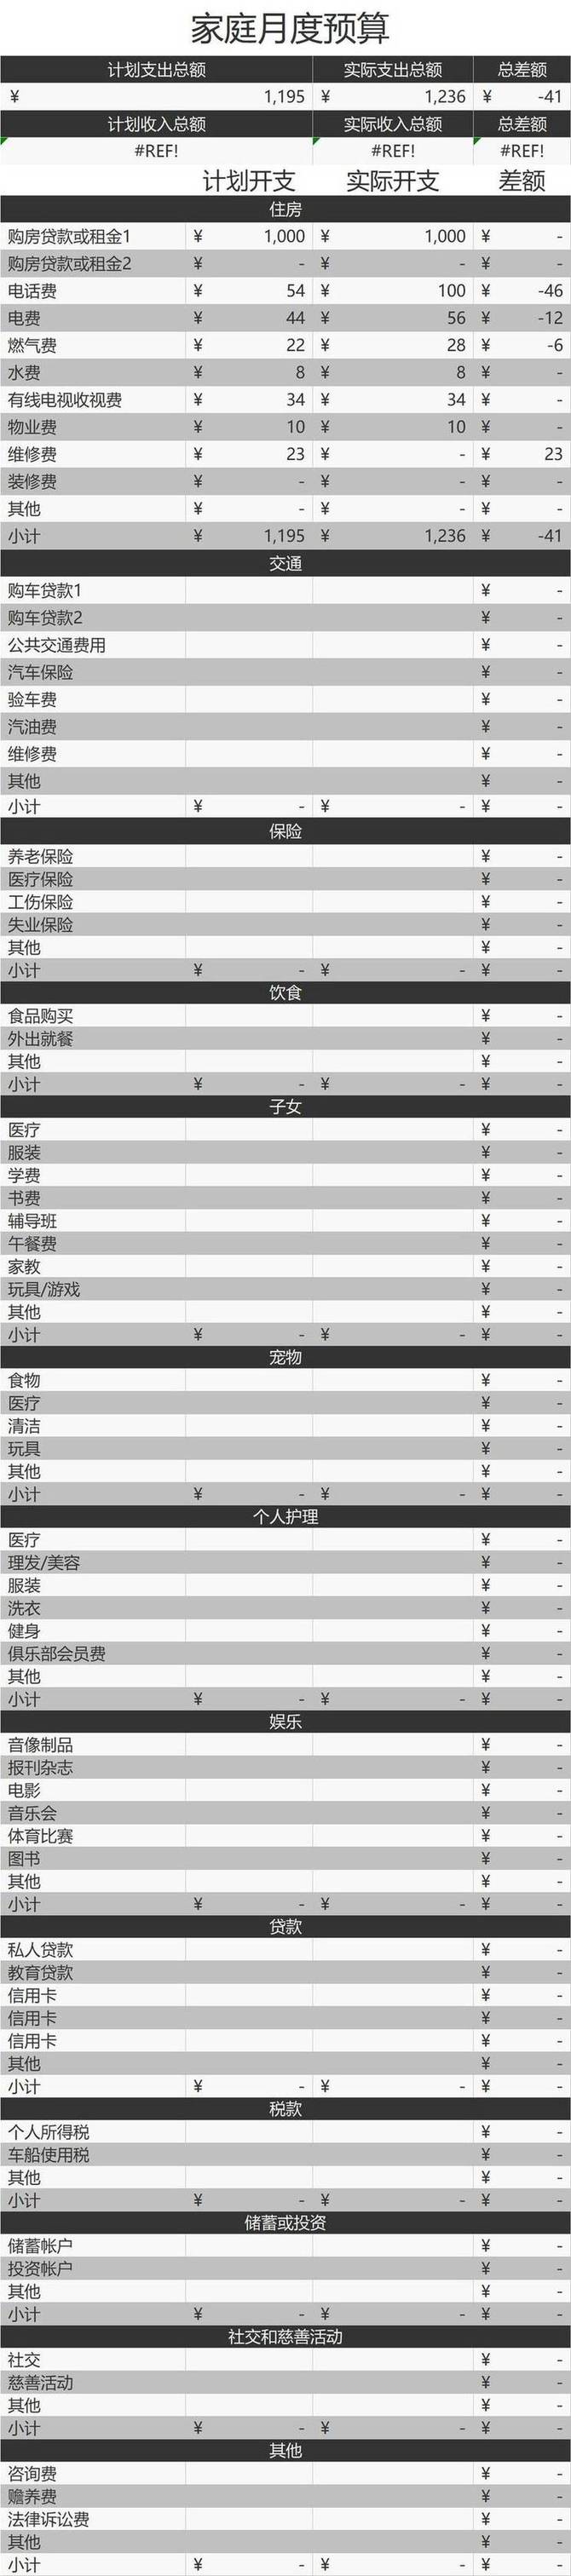 家庭月度预算
计划支出总额 实际支出总额 总差额
¥ 1,195 ¥ 1,236 ¥ -41
计划收入总额 实际收入总额 总差额
#REF! #REF! #REF!
计划开支 实际开支 差额
住房
购房贷款或租金1 ¥ 1,000 ¥ 1,000 ¥ -
购房贷款或租金2 ¥ - ¥ - ¥ -
电话费 ¥ 54 ¥ 100 ¥ -46
电费 ¥ 44 ¥ 56 ¥ -12
燃气费 ¥ 22 ¥ 28 ¥ -6
水费 ¥ 8 ¥ 8 ¥ -
有线电视收视费 ¥ 34 ¥ 34 ¥ -
物业费 ¥ 10 ¥ 10 ¥ -
维修费 ¥ 23 ¥ - ¥ 23
装修费 ¥ - ¥ - ¥ -
其他 ¥ - ¥ - ¥ -
小计 ¥ 1,195 ¥ 1,236 ¥ -41
交通
购车贷款1 ¥ -
购车贷款2 ¥ -
公共交通费用 ¥ -
汽车保险 ¥ -
验车费 ¥ -
汽油费 ¥ -
维修费 ¥ -
其他 ¥ -
小计 ¥ - ¥ - ¥ -
保险
养老保险 ¥ -
医疗保险 ¥ -
工伤保险 ¥ -
失业保险 ¥ -
其他 ¥ -
小计 ¥ - ¥ - ¥ -
饮食
食品购买 ¥ -
外出就餐 ¥ -
其他 ¥ -
小计 ¥ - ¥ - ¥ -
子女
医疗 ¥ -
服装 ¥ -
学费 ¥ -
书费 ¥ -
辅导班 ¥ -
午餐费 ¥ -
家教 ¥ -
玩具/游戏 ¥ -
其他 ¥ -
小计 ¥ - ¥ - ¥ -
宠物
食物 ¥ -
医疗 ¥ -
清洁 ¥ -
玩具 ¥ -
其他 ¥ -
小计 ¥ - ¥ - ¥ -
个人护理
医疗 ¥ -
理发/美容 ¥ -
服装 ¥ -
洗衣 ¥ -
健身 ¥ -
俱乐部会员费 ¥ -
其他 ¥ -
小计 ¥ - ¥ - ¥ -
娱乐
音像制品 ¥ -
报刊杂志 ¥ -
电影 ¥ -
音乐会 ¥ -
体育比赛 ¥ -
图书 ¥ -
其他 ¥ -
小计 ¥ - ¥ - ¥ -
贷款
私人贷款 ¥ -
教育贷款 ¥ -
信用卡 ¥ -
信用卡 ¥ -
信用卡 ¥ -
其他 ¥ -
小计 ¥ - ¥ - ¥ -
税款
个人所得税 ¥ -
车船使用税 ¥ -
其他 ¥ -
小计 ¥ - ¥ - ¥ -
储蓄或投资
储蓄帐户 ¥ -
投资帐户 ¥ -
其他 ¥ -
小计 ¥ - ¥ - ¥ -
社交和慈善活动
社交 ¥ -
慈善活动 ¥ -
其他 ¥ -
小计 ¥ - ¥ - ¥ -
其他
咨询费 ¥ -
赡养费 ¥ -
法律诉讼费 ¥ -
其他 ¥ -
小计 ¥ - ¥ - ¥ -